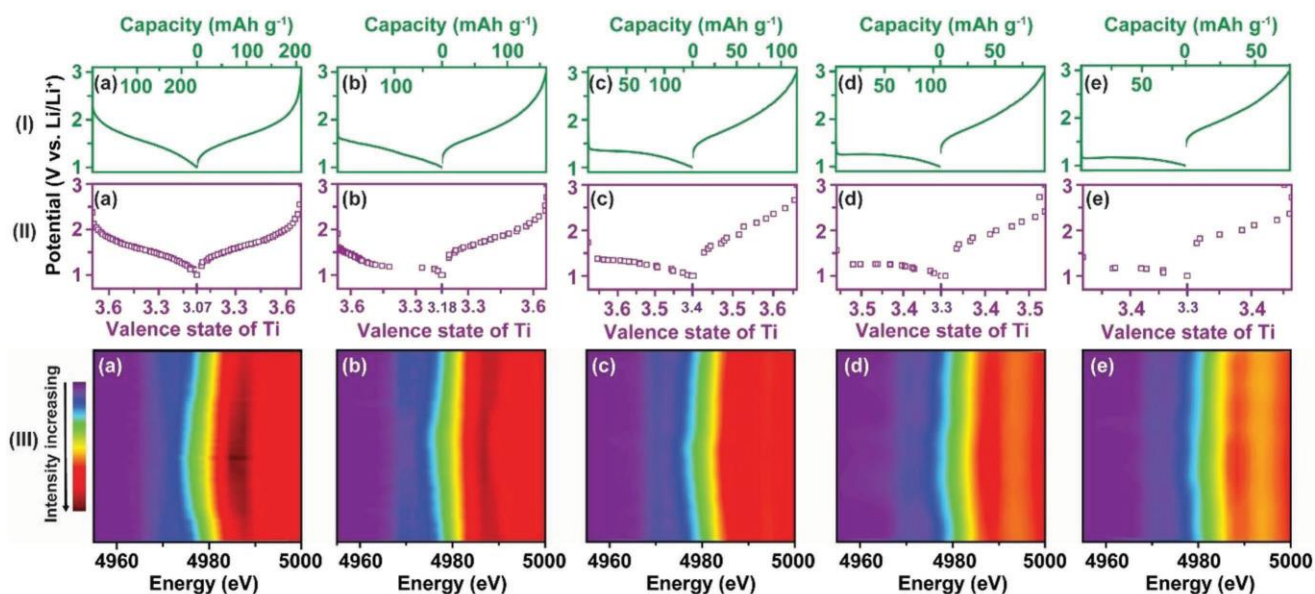 Capacity (mAh g⁻¹) Capacity (mAh g⁻¹) Capacity (mAh g⁻¹) Capacity (mAh g⁻¹) Capacity (mAh g⁻¹)
0 100 200 0 100 0 50 100 0 50 0 50
(I)
Potential (V vs. Li/Li⁺)
3
2
1
(a) (b) (c) (d) (e)
100 200 100 50 100 50 100 50
(II)
3
2
1
(a) (b) (c) (d) (e)
3.6 3.3 3.07 3.3 3.6 3.6 3.3 3.18 3.3 3.6 3.6 3.5 3.4 3.5 3.6 3.5 3.4 3.3 3.4 3.5 3.4 3.3 3.4
Valence state of Ti Valence state of Ti Valence state of Ti Valence state of Ti Valence state of Ti
(III)
Intensity increasing
(a) (b) (c) (d) (e)
4960 4980 5000 4960 4980 5000 4960 4980 5000 4960 4980 5000 4960 4980 5000
Energy (eV) Energy (eV) Energy (eV) Energy (eV) Energy (eV)